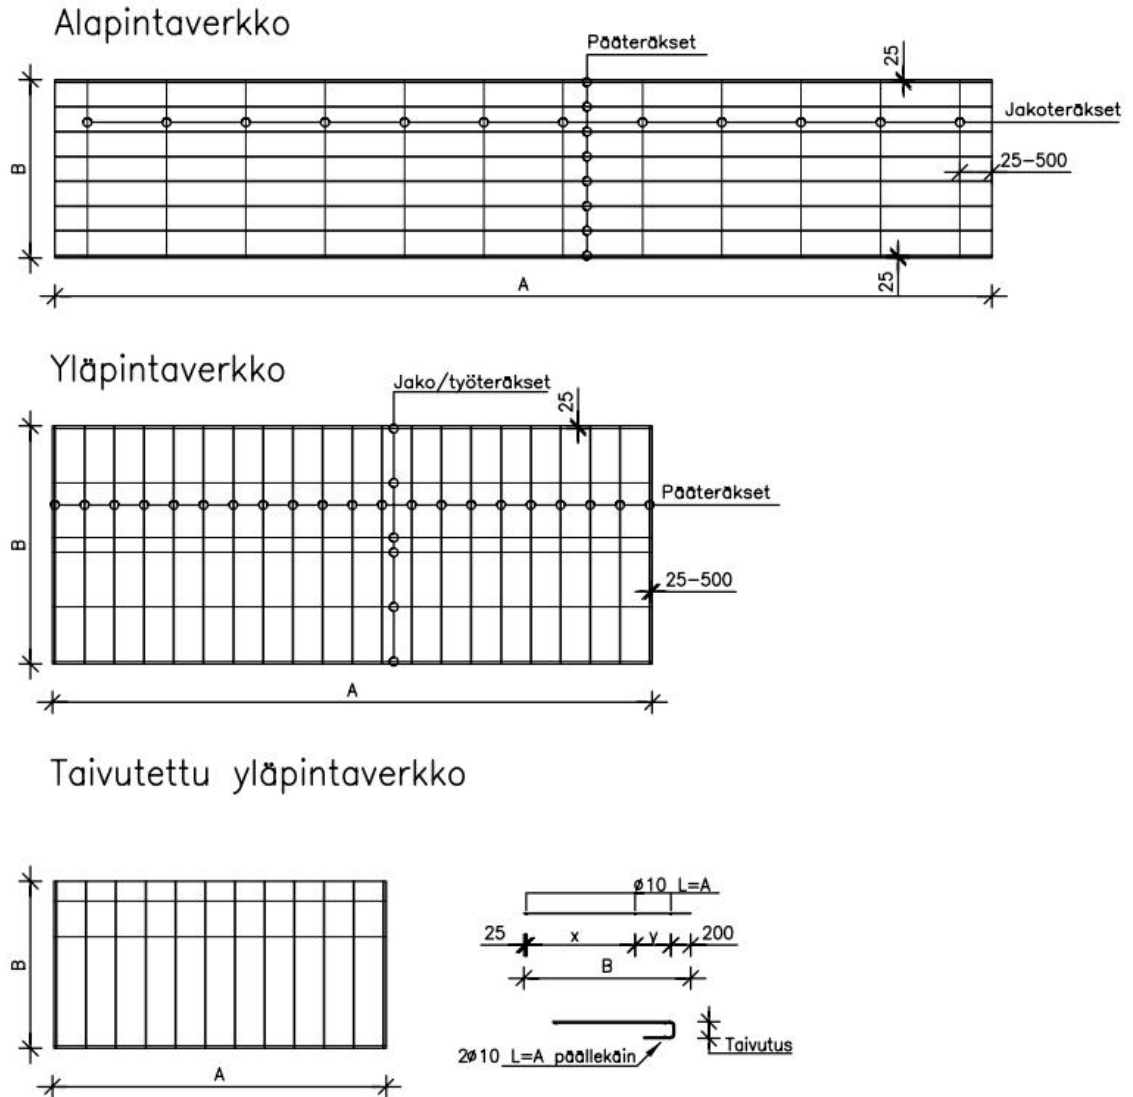 Alapintaverkko
Pääteräkset
25
Jakoteräkset
25-500
B
25
A
Yläpintaverkko
Jako/työteräkset
25
Pääteräkset
B
25-500
A
Taivutettu yläpintaverkko
ø10 L=A
25
x
y
200
B
B
Taivutus
2ø10 L=A päällekäin
A